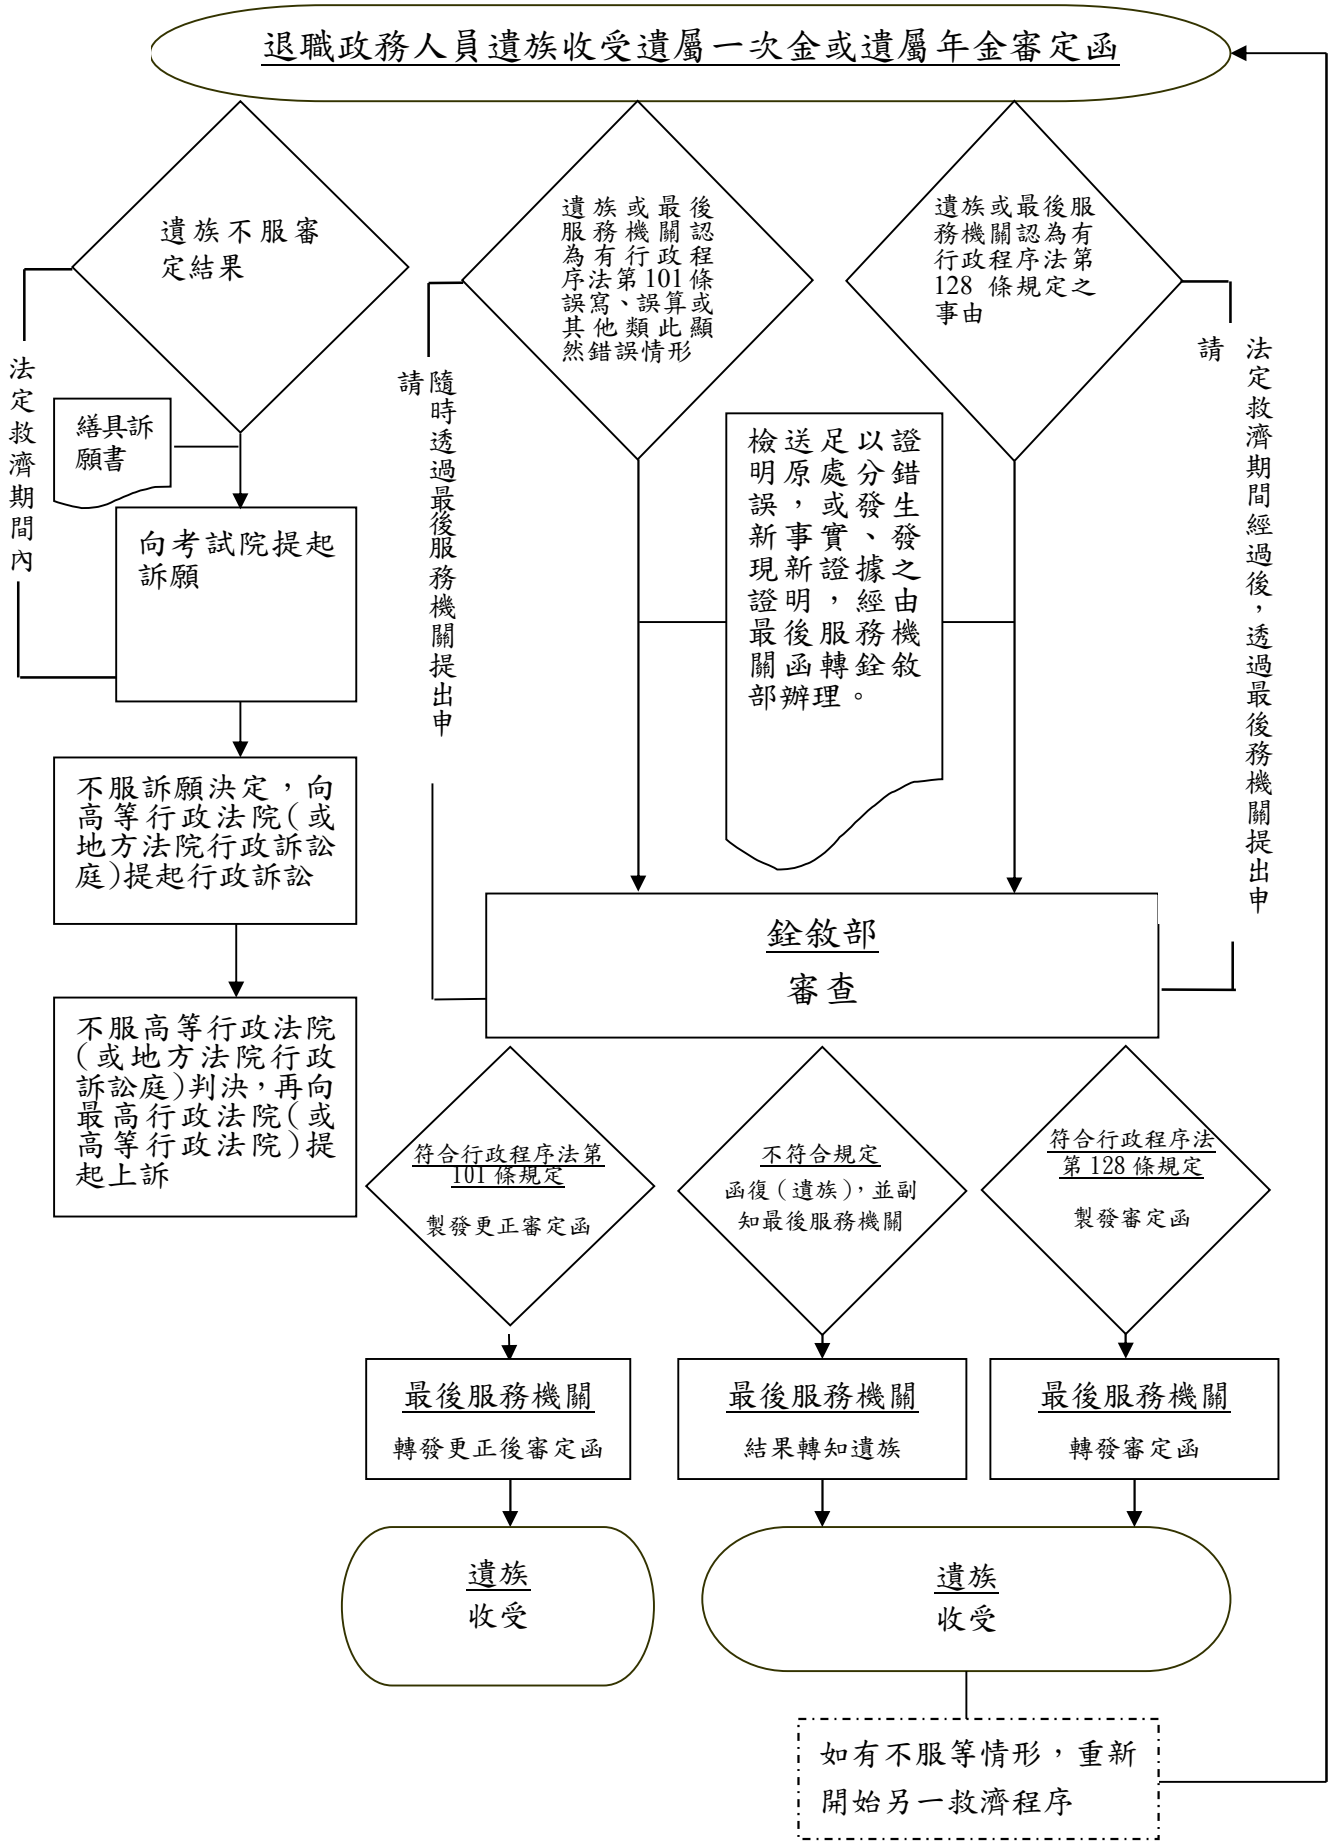 退職政務人員遺族收受遺屬一次金或遺屬年金審定函
遺族不服審
定結果
遺族或最後
服務機關認
為有行政程
序法第101條
誤寫、誤算或
其他類此顯
然錯誤情形
遺族或最後服
務機關認為有
行政程序法第
128 條規定之
事由
法定救濟期間內
繕具訴
願書
向考試院提起
訴願
不服訴願決定，向
高等行政法院(或
地方法院行政訴訟
庭)提起行政訴訟
不服高等行政法院
(或地方法院行政
訴訟庭)判決，再向
最高行政法院(或
高等行政法院)提
起上訴
隨時透過最後服務機關提出申
請
檢送足以證
明原處分錯
誤，或發生
新事實、發
現新證據之
證明，經由
最後服務機
關函轉銓敘
部辦理。
法定救濟期間經過後，透過最後務機關提出申
請
銓敘部
審查
符合行政程序法第
101 條規定
製發更正審定函
不符合規定
函復(遺族)，並副
知最後服務機關
符合行政程序法
第 128 條規定
製發審定函
最後服務機關
轉發更正後審定函
最後服務機關
結果轉知遺族
最後服務機關
轉發審定函
遺族
收受
遺族
收受
如有不服等情形，重新
開始另一救濟程序